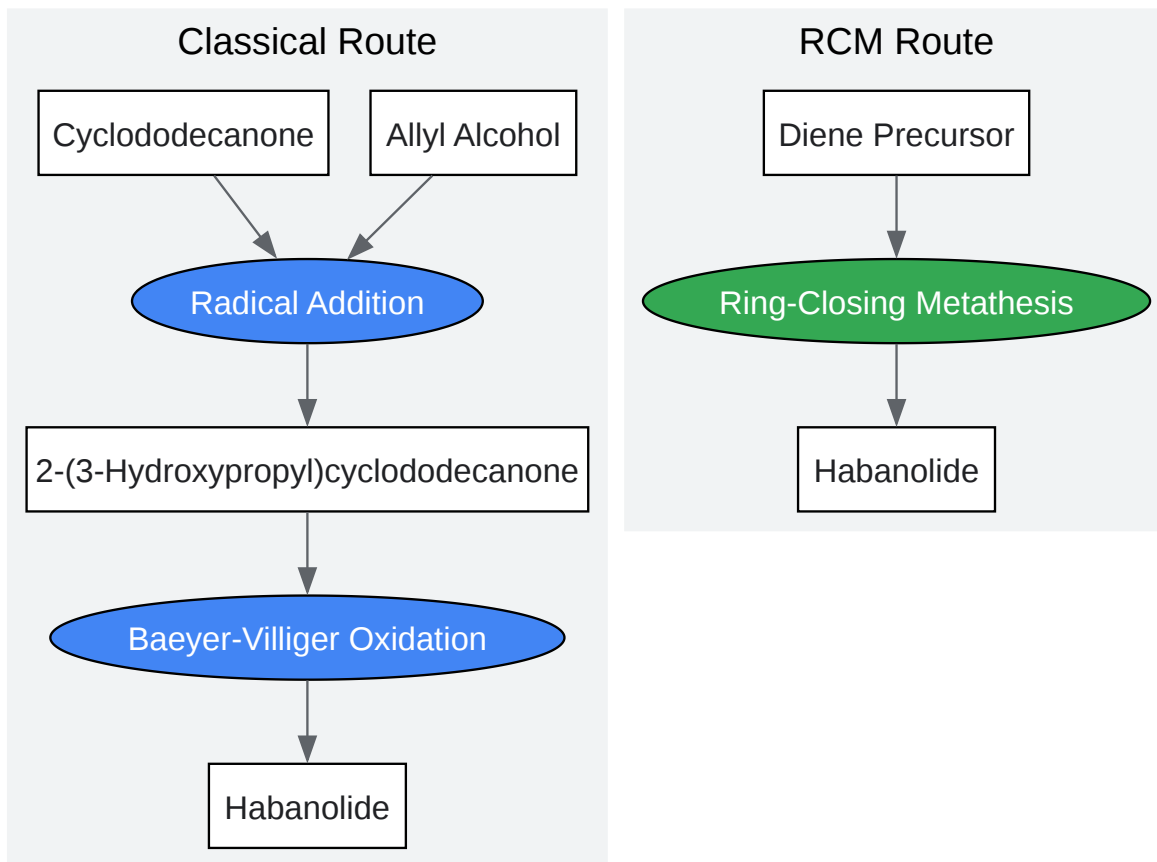 Classical Route
Cyclododecanone
Allyl Alcohol
Radical Addition
2-(3-Hydroxypropyl)cyclododecanone
Baeyer-Villiger Oxidation
Habanolide
RCM Route
Diene Precursor
Ring-Closing Metathesis
Habanolide